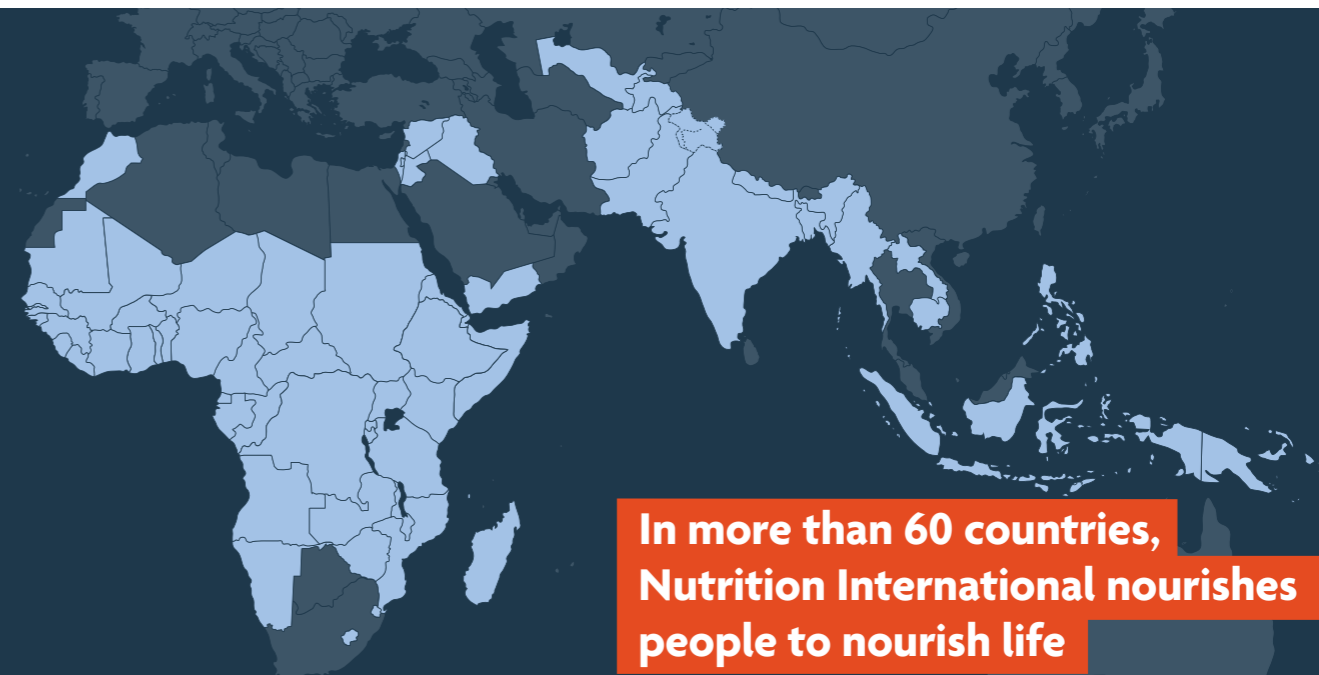 In more than 60 countries,
Nutrition International nourishes
people to nourish life